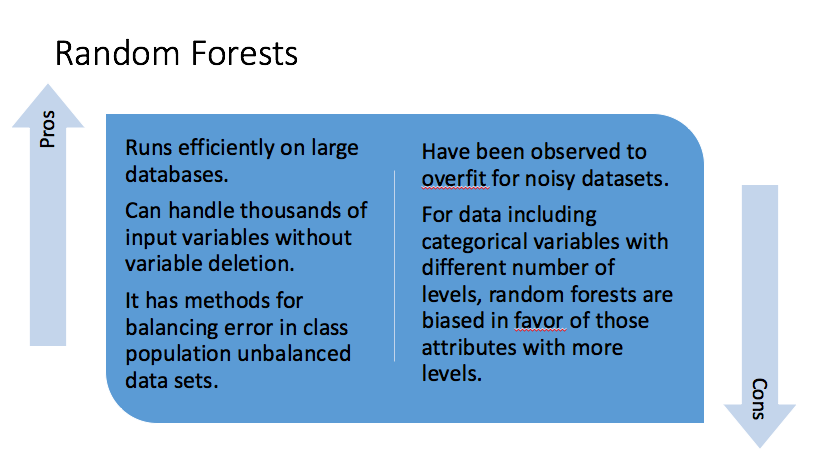 Random Forests
Pros
Runs efficiently on large
databases.
Can handle thousands of
input variables without
variable deletion.
It has methods for
balancing error in class
population unbalanced
data sets.
Have been observed to
overfit for noisy datasets.
For data including
categorical variables with
different number of
levels, random forests are
biased in favor of those
attributes with more
levels.
Cons